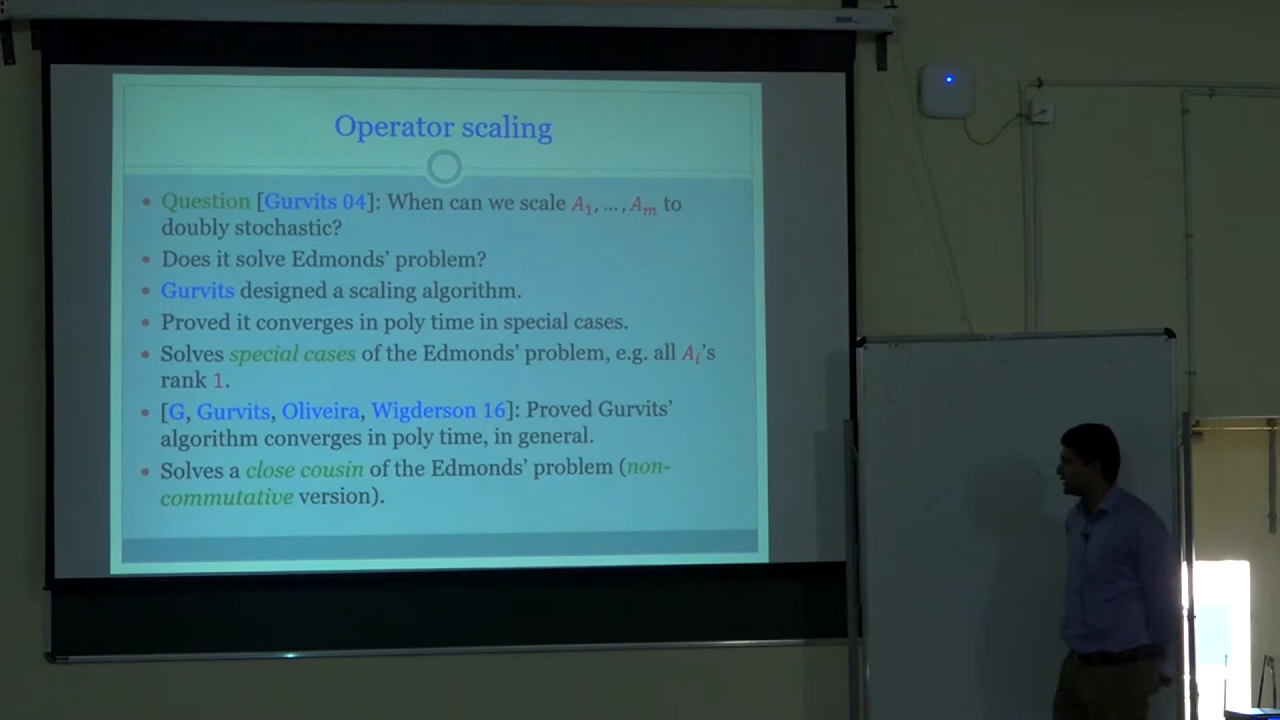 Operator scaling
• Question [Gurvits 04]: When can we scale A₁, ..., Aₘ to
doubly stochastic?
• Does it solve Edmonds' problem?
• Gurvits designed a scaling algorithm.
• Proved it converges in poly time in special cases.
• Solves special cases of the Edmonds' problem, e.g. all Aᵢ's
rank 1.
• [G, Gurvits, Oliveira, Wigderson 16]: Proved Gurvits'
algorithm converges in poly time, in general.
• Solves a close cousin of the Edmonds' problem (non-
commutative version).